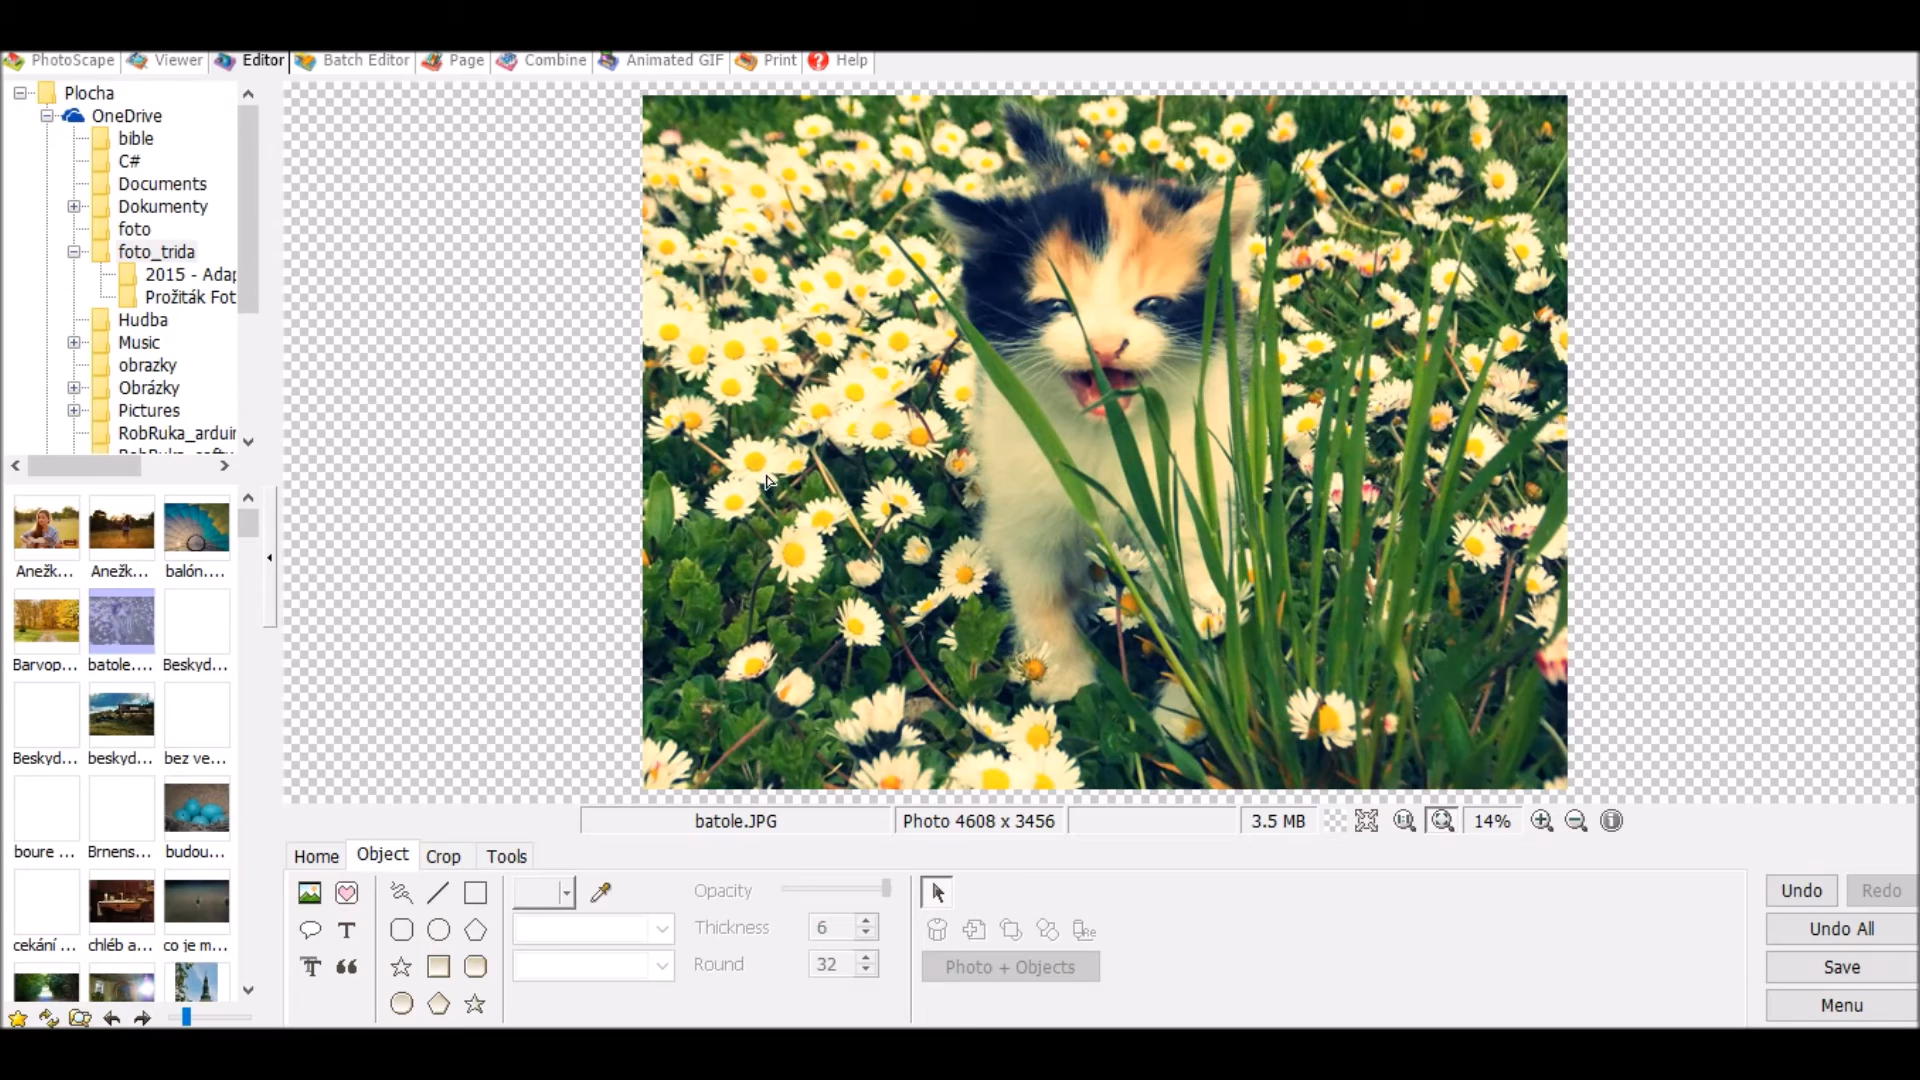 PhotoScape Viewer Editor Batch Editor Page Combine Animated GIF Print Help
Plocha
OneDrive
bible
C#
Documents
Dokumenty
foto
foto_trida
2015 - Adap
Prožiták Fot
Hudba
Music
obrazky
Obrázky
Pictures
RobRuka_arduin
Anežk... Anežk... balón....
Barvop... batole.... Beskyd...
Beskyd... beskyd... bez ve...
boure ... Brnens... budou...
cekání ... chléb a... co je m...
batole.JPG Photo 4608 x 3456 3.5 MB 14%
Home Object Crop Tools
Opacity
Thickness 6
Round 32
Photo + Objects
Undo Redo
Undo All
Save
Menu